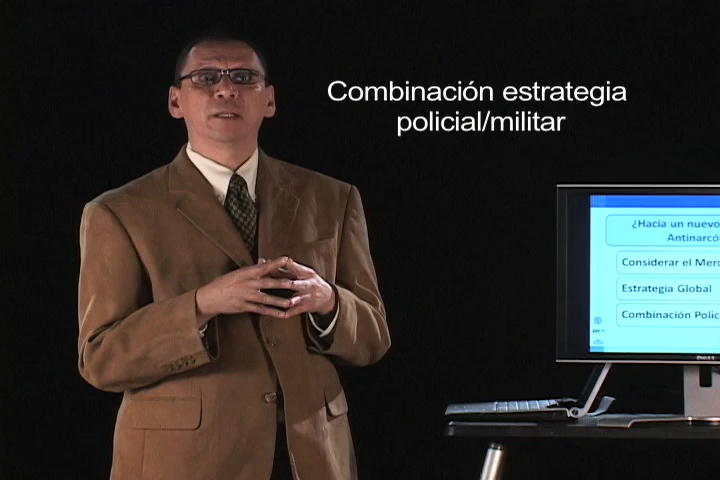 Combinación estrategia
policial/militar
¿Hacia un nuevo
Antinarcó
Considerar el Merc
Estrategia Global
Combinación Polic